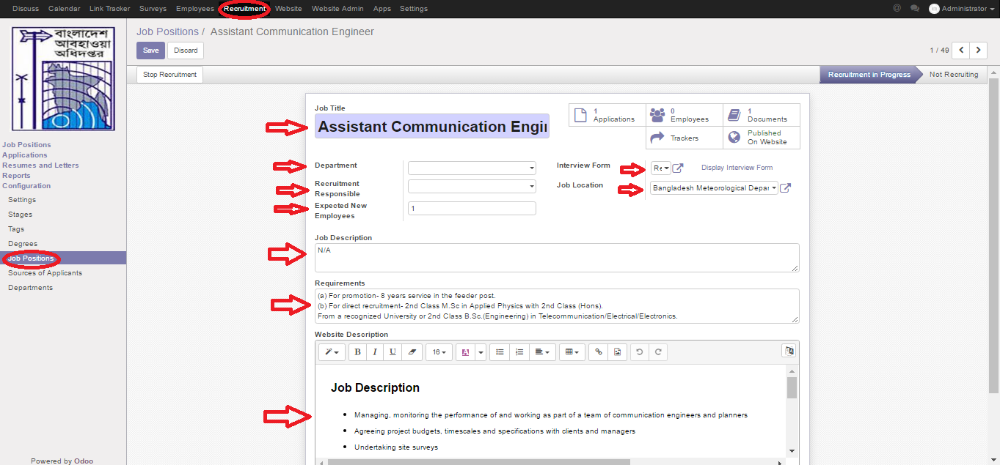 Discuss Calendar Link Tracker Surveys Employees Recruitment Website Website Admin Apps Settings @ Administrator
বাংলাদেশ
আবহাওয়া
অধিদপ্তর
Job Positions
Applications
Resumes and Letters
Reports
Configuration
Settings
Stages
Tags
Degrees
Job Positions
Sources of Applicants
Departments
Powered by Odoo
Job Positions / Assistant Communication Engineer
Save Discard
1 / 49
Stop Recruitment
Recruitment in Progress Not Recruiting
Job Title
Assistant Communication Engi
1
Applications
0
Employees
1
Documents
Trackers
Published
On Website
Department
Recruitment
Responsible
Expected New
Employees
1
Interview Form
Re
Display Interview Form
Job Location
Bangladesh Meteorological Depar
Job Description
N/A
Requirements
(a) For promotion- 8 years service in the feeder post.
(b) For direct recruitment- 2nd Class M.Sc in Applied Physics with 2nd Class (Hons).
From a recognized University or 2nd Class B.Sc.(Engineering) in Telecommunication/Electrical/Electronics.
Website Description
B I U 16 A
Job Description
Managing, monitoring the performance of and working as part of a team of communication engineers and planners
Agreeing project budgets, timescales and specifications with clients and managers
Undertaking site surveys